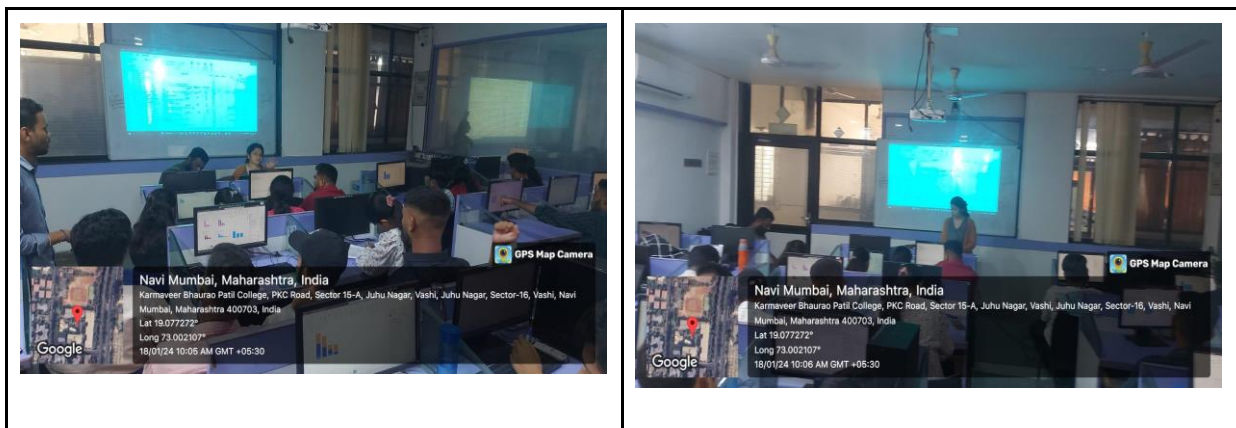 GPS Map Camera
Navi Mumbai, Maharashtra, India
Karmaveer Bhaurao Patil College, PKC Road, Sector 15-A, Juhu Nagar, Vashi, Juhu Nagar, Sector-16, Vashi, Navi
Mumbai, Maharashtra 400703, India
Lat 19.077272°
Long 73.002107°
18/01/24 10:05 AM GMT +05:30
Google
GPS Map Camera
Navi Mumbai, Maharashtra, India
Karmaveer Bhaurao Patil College, PKC Road, Sector 15-A, Juhu Nagar, Vashi, Juhu Nagar, Sector-16, Vashi, Navi
Mumbai, Maharashtra 400703, India
Lat 19.077272°
Long 73.002107°
18/01/24 10:06 AM GMT +05:30
Google